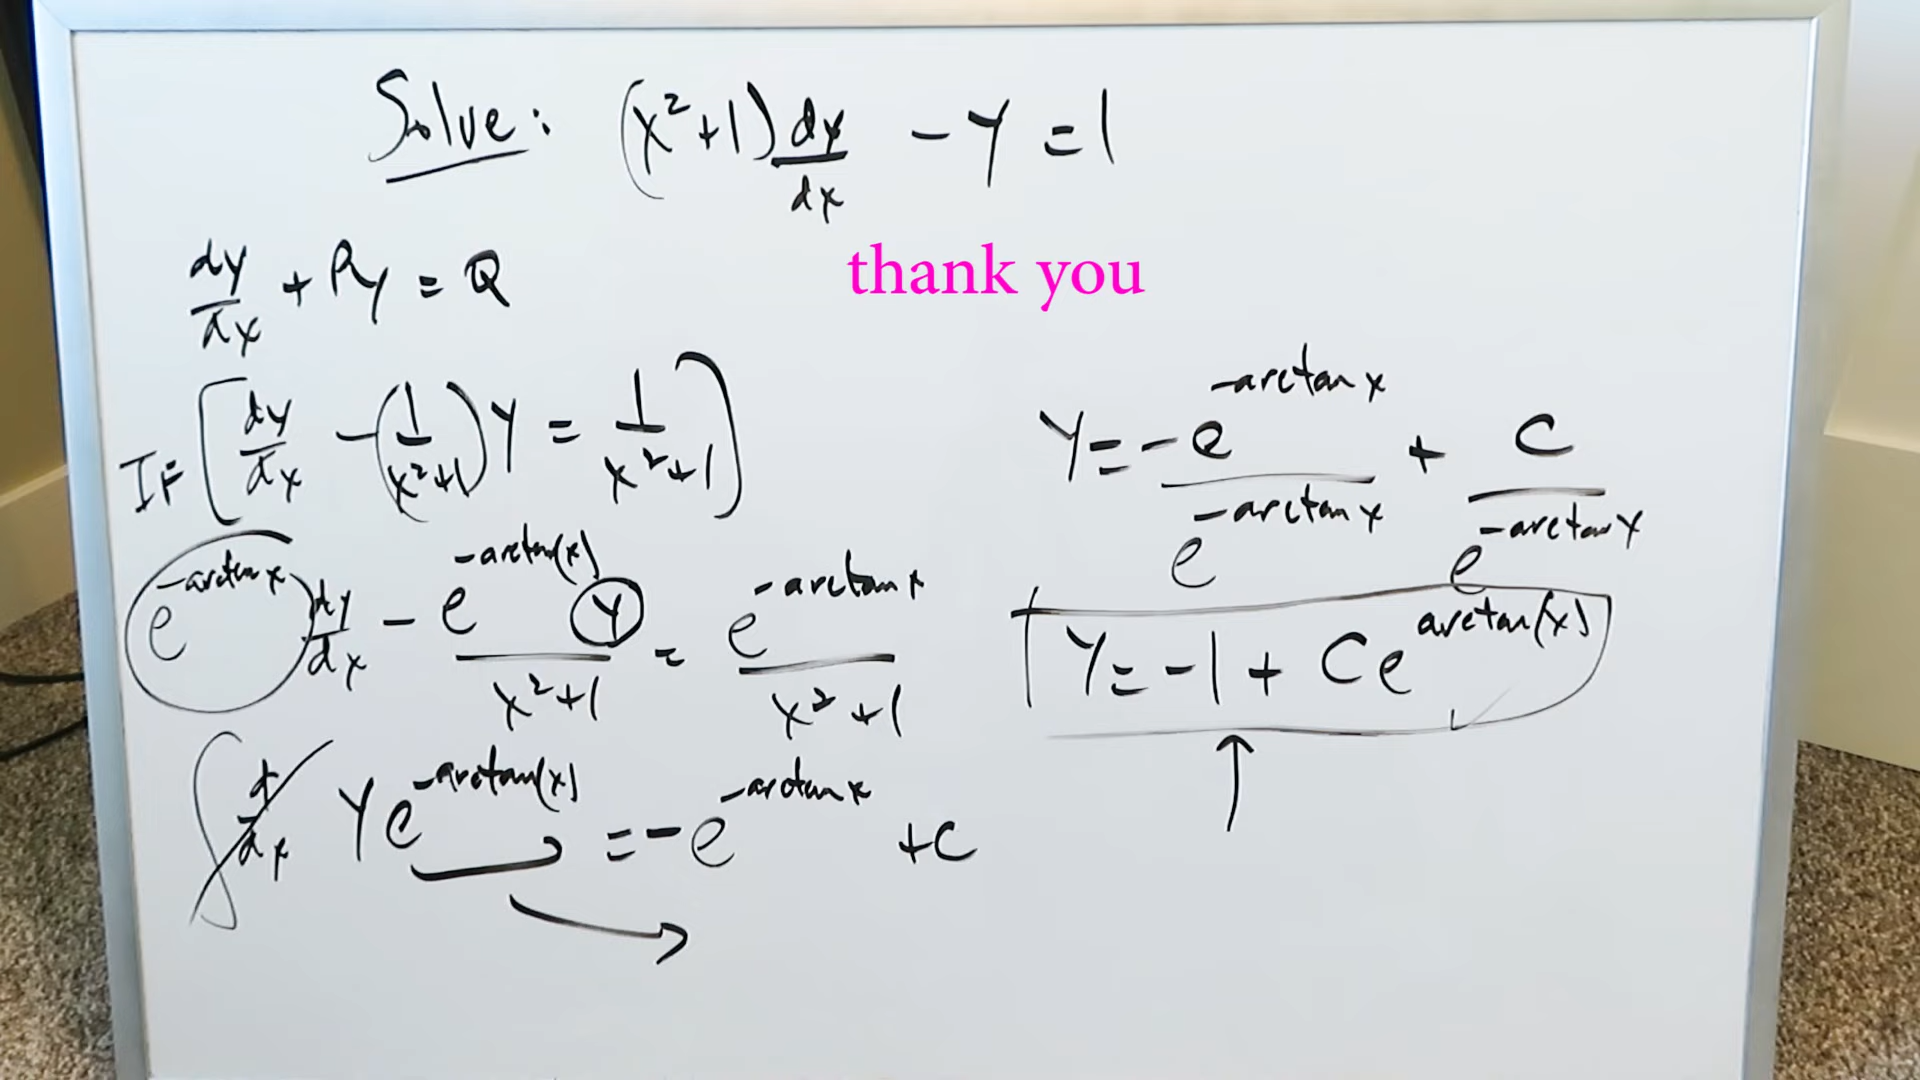 Solve: (x²+1) dy/dx - y = 1
thank you
dy/dx + Py = Q
IF [dy/dx - (1/(x²+1)) y = 1/(x²+1)]
e^(-arctan x) dy/dx - e^(-arctan(x)) y/(x²+1) = e^(-arctan x)/(x²+1)
∫ d/dx y e^(-arctan(x)) = -e^(-arctan x) + c
y = -e^(-arctan x)/e^(-arctan x) + c/e^(-arctan x)
y = -1 + Ce^(arctan(x))